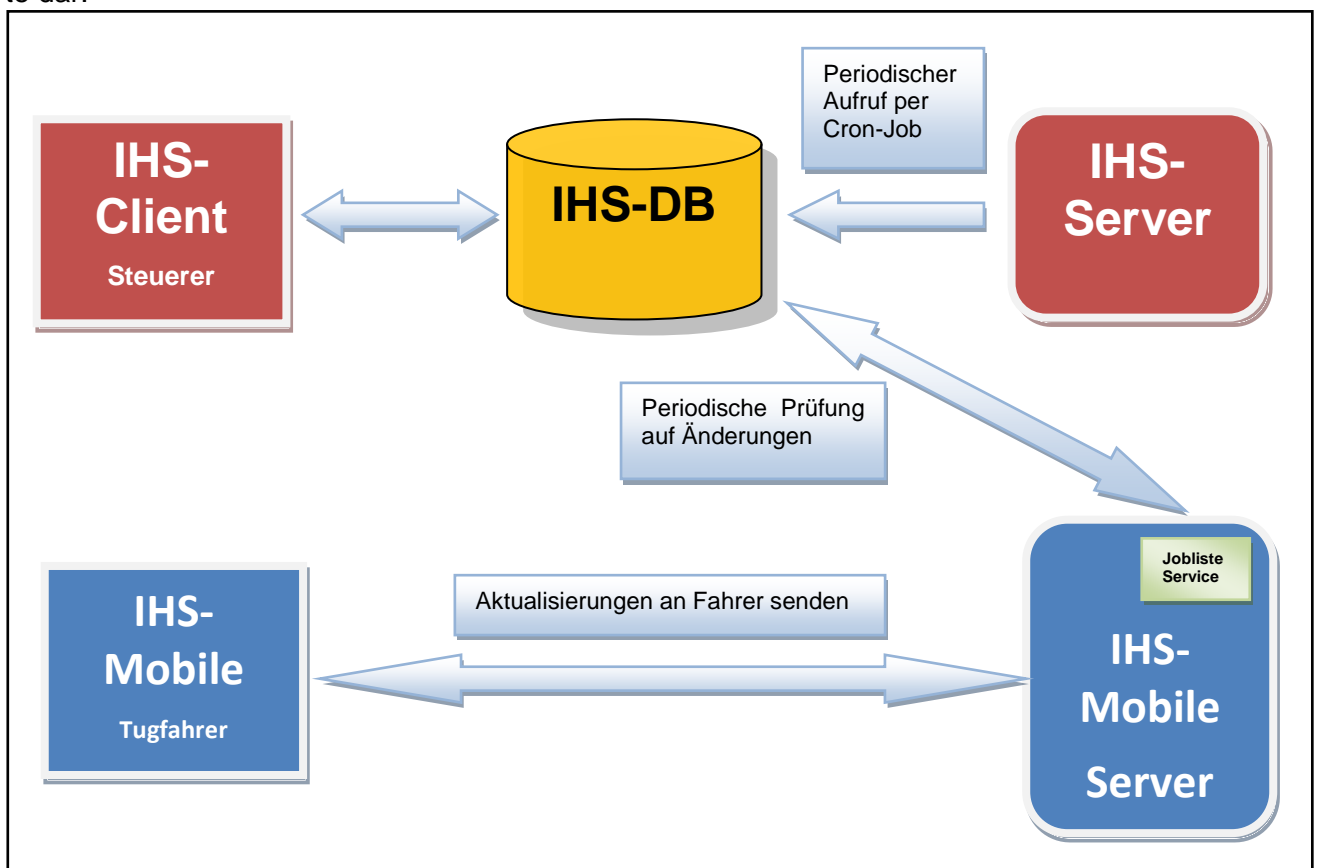 Periodischer
Aufruf per
Cron-Job
IHS-
Client
Steuerer
IHS-DB
IHS-
Server
Periodische Prüfung
auf Änderungen
Jobliste
Service
IHS-
Mobile
Tugfahrer
Aktualisierungen an Fahrer senden
IHS-
Mobile
Server